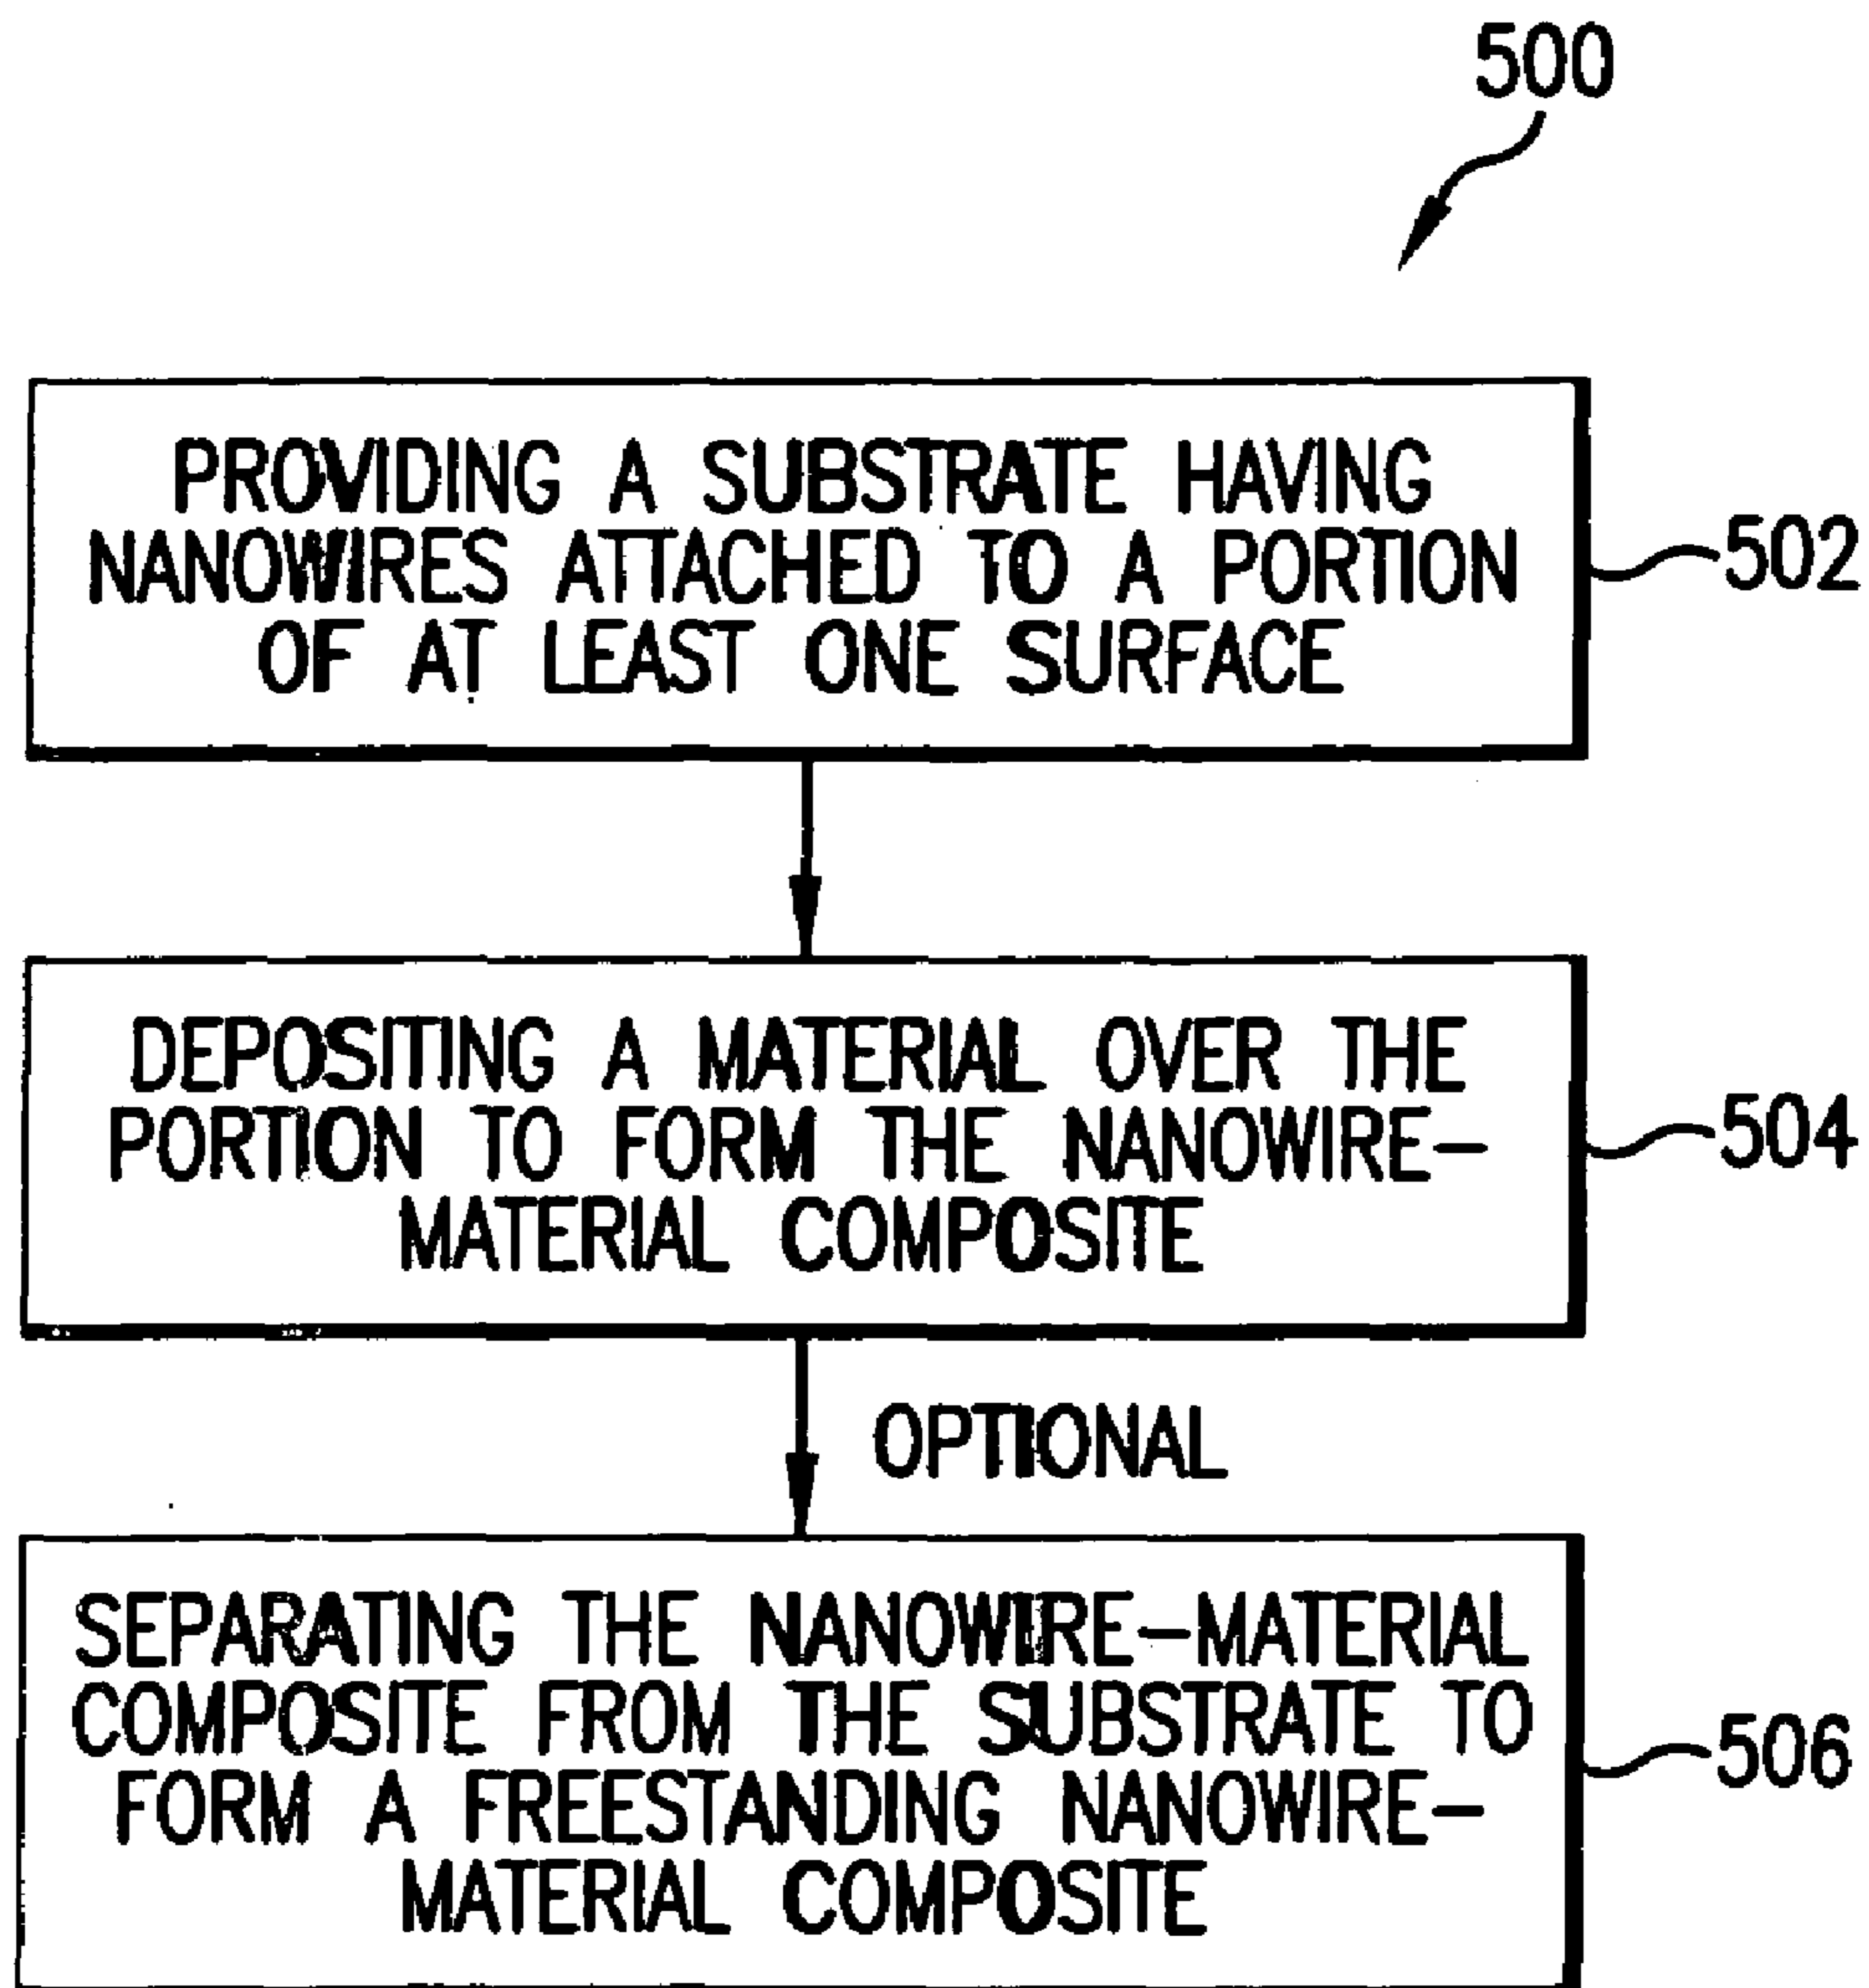 500
PROVIDING A SUBSTRATE HAVING
NANOWIRES ATTACHED TO A PORTION
OF AT LEAST ONE SURFACE
502
DEPOSITING A MATERIAL OVER THE
PORTION TO FORM THE NANOWIRE-
MATERIAL COMPOSITE
504
OPTIONAL
SEPARATING THE NANOWIRE-MATERIAL
COMPOSITE FROM THE SUBSTRATE TO
FORM A FREESTANDING NANOWIRE-
MATERIAL COMPOSITE
506